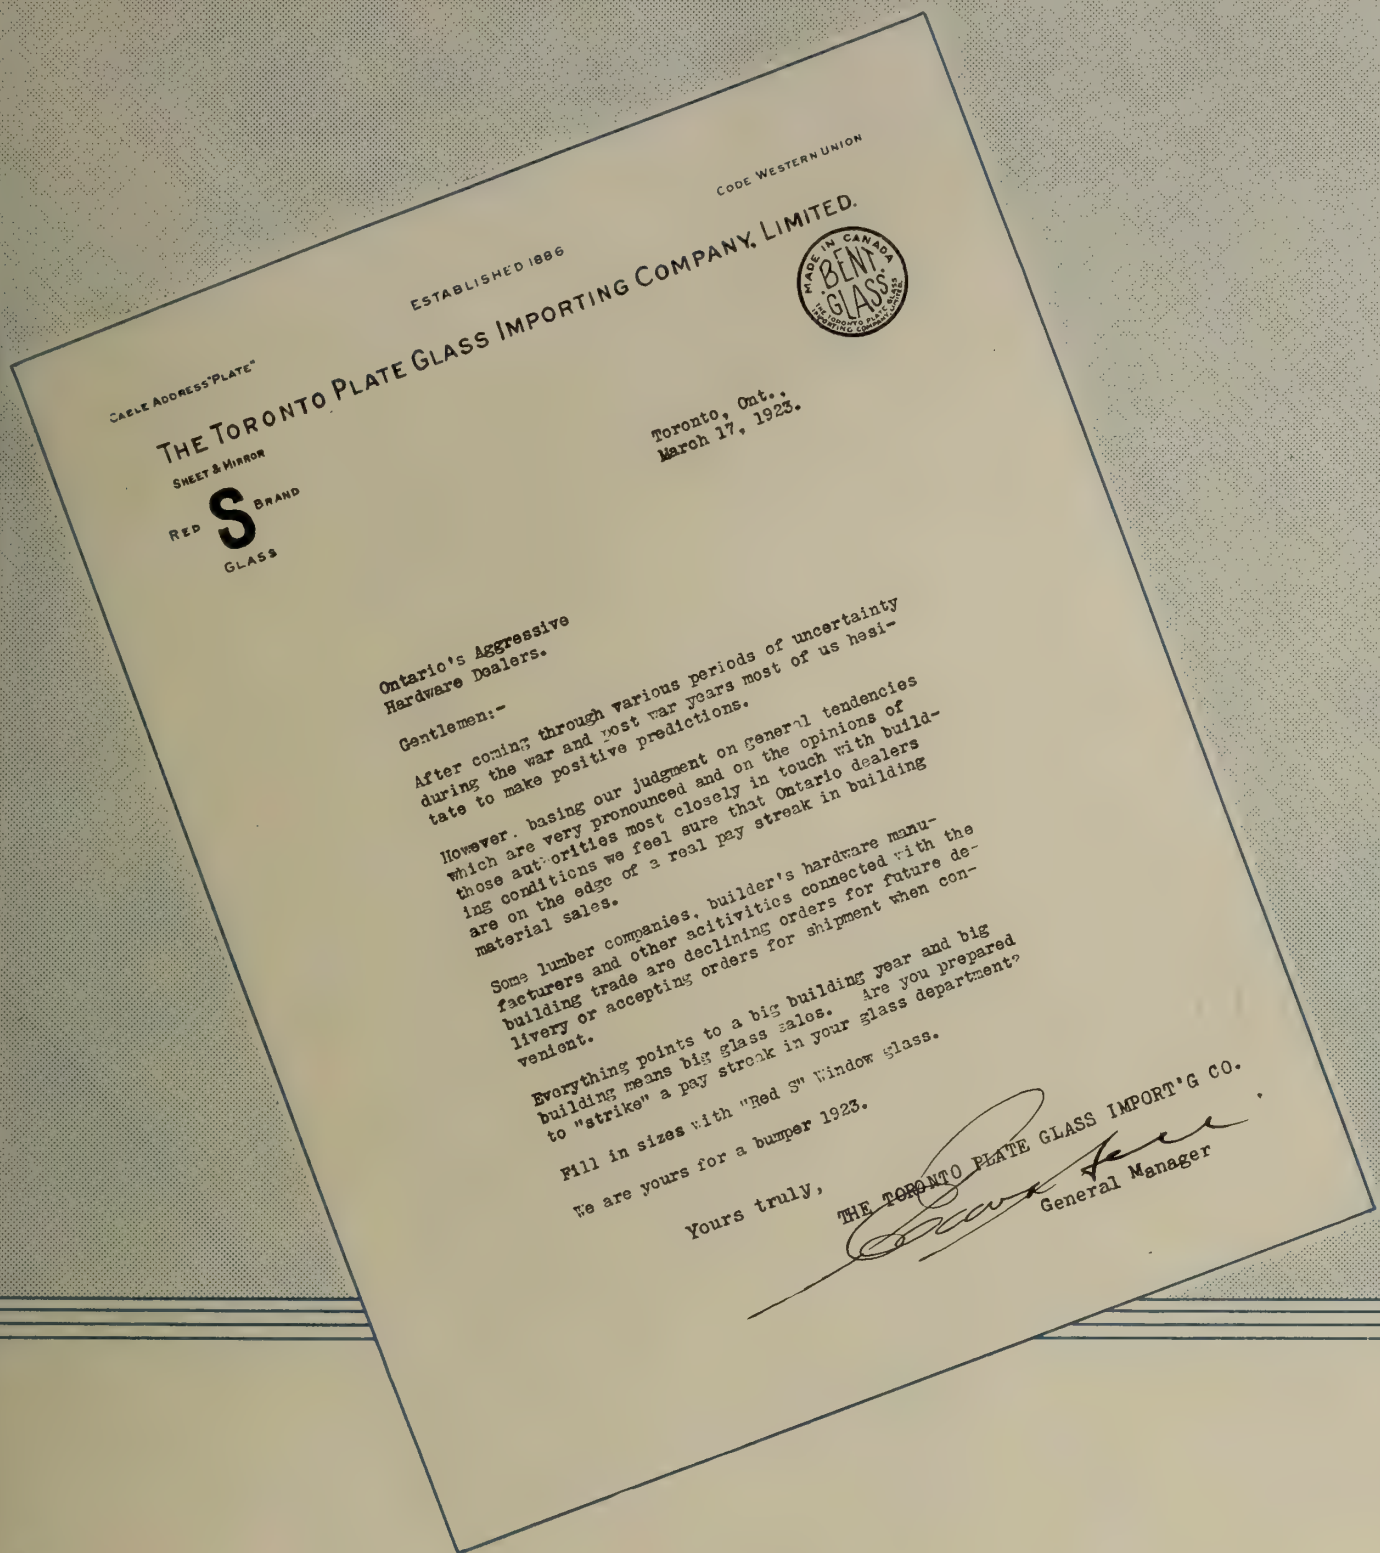 CODE WESTERN UNION
ESTABLISHED 1886
CABLE ADDRESS "PLATE"
THE TORONTO PLATE GLASS IMPORTING COMPANY, LIMITED.
MADE IN CANADA
BENT
GLASS
THE TORONTO PLATE GLASS
IMPORTING COMPANY, LIMITED.
SHEET & MIRROR
RED S BRAND
GLASS
Toronto, Ont.,
March 17, 1923.
Ontario's Aggressive
Hardware Dealers.
Gentlemen:-
After coming through various periods of uncertainty
during the war and post war years most of us hesi-
tate to make positive predictions.
However, basing our judgment on general tendencies
which are very pronounced and on the opinions of
those authorities most closely in touch with build-
ing conditions we feel sure that Ontario dealers
are on the edge of a real pay streak in building
material sales.
Some lumber companies, builder's hardware manu-
facturers and other acitivitics connected with the
building trade are declining orders for future de-
livery or accepting orders for shipment when con-
venient.
Everything points to a big building year and big
building means big glass sales. Are you prepared
to "strike" a pay streak in your glass department?
Fill in sizes with "Red S" Window glass.
We are yours for a bumper 1923.
Yours truly,
THE TORONTO PLATE GLASS IMPORT'G CO.
General Manager